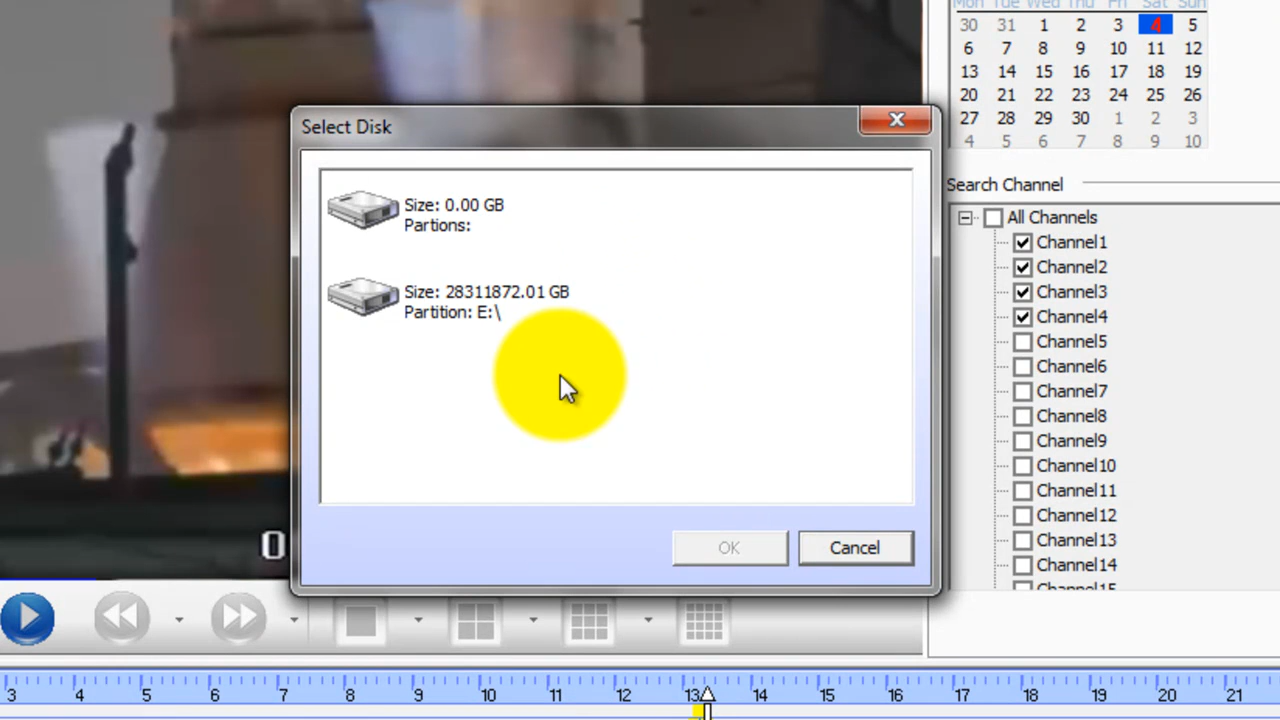 Mon Tue Wed Thu Fri Sat Sun
30 31 1 2 3 4 5
6 7 8 9 10 11 12
13 14 15 16 17 18 19
20 21 22 23 24 25 26
27 28 29 30 1 2 3
4 5 6 7 8 9 10
Select Disk
Size: 0.00 GB
Partions:
Size: 28311872.01 GB
Partition: E:\
OK
Cancel
Search Channel
All Channels
Channel1
Channel2
Channel3
Channel4
Channel5
Channel6
Channel7
Channel8
Channel9
Channel10
Channel11
Channel12
Channel13
Channel14
Channel15
0
3 4 5 6 7 8 9 10 11 12 13 14 15 16 17 18 19 20 21